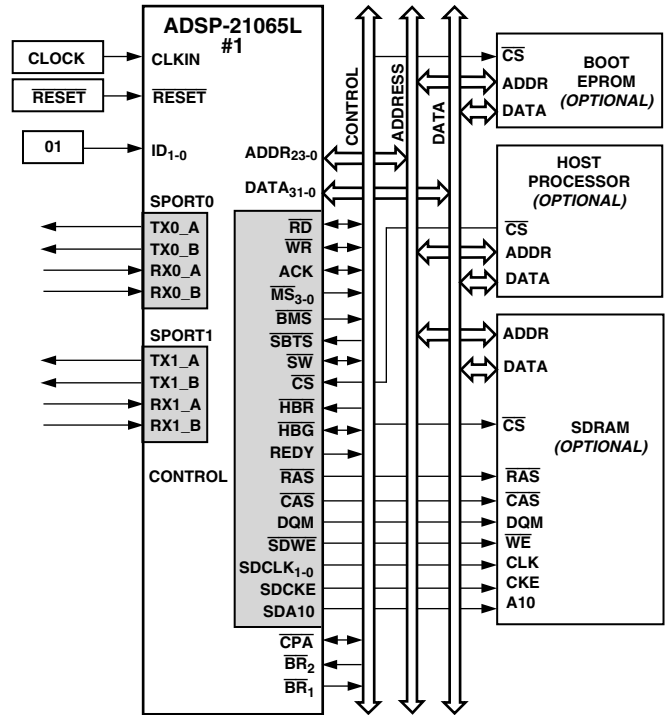 ADSP-21065L
#1
CLOCK
CLKIN
RESET
RESET
01
ID1-0
ADDR23-0
DATA31-0
SPORT0
TX0_A
TX0_B
RX0_A
RX0_B
SPORT1
TX1_A
TX1_B
RX1_A
RX1_B
CONTROL
RD
WR
ACK
MS3-0
BMS
SBTS
SW
CS
HBR
HBG
REDY
RAS
CAS
DQM
SDWE
SDCLK1-0
SDCKE
SDA10
CPA
BR2
BR1
CONTROL
ADDRESS
DATA
CS
ADDR
DATA
BOOT
EPROM
(OPTIONAL)
HOST
PROCESSOR
(OPTIONAL)
CS
ADDR
DATA
ADDR
DATA
CS
SDRAM
(OPTIONAL)
RAS
CAS
DQM
WE
CLK
CKE
A10